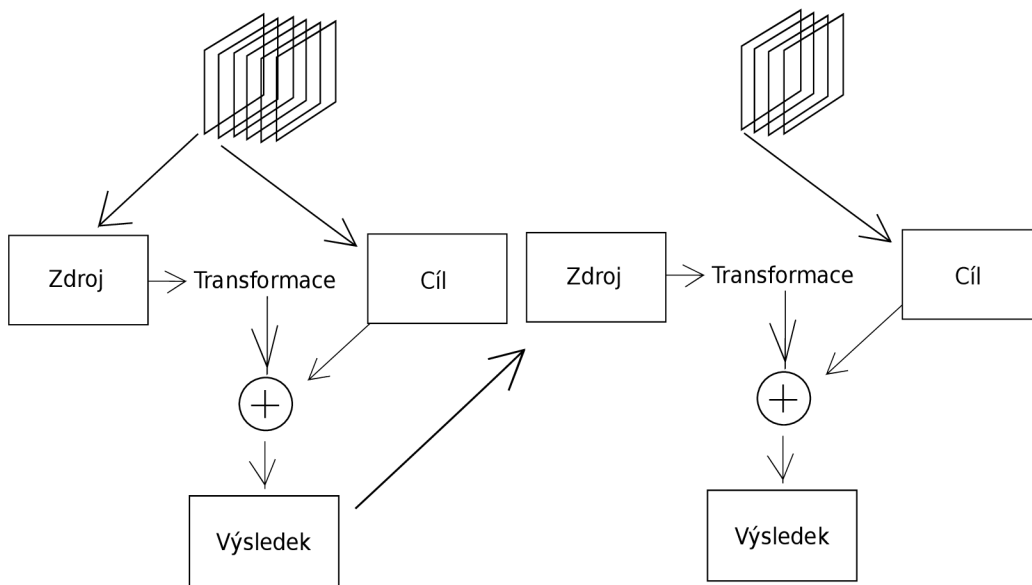 Zdroj
Transformace
Cíl
Výsledek
Zdroj
Transformace
Cíl
Výsledek